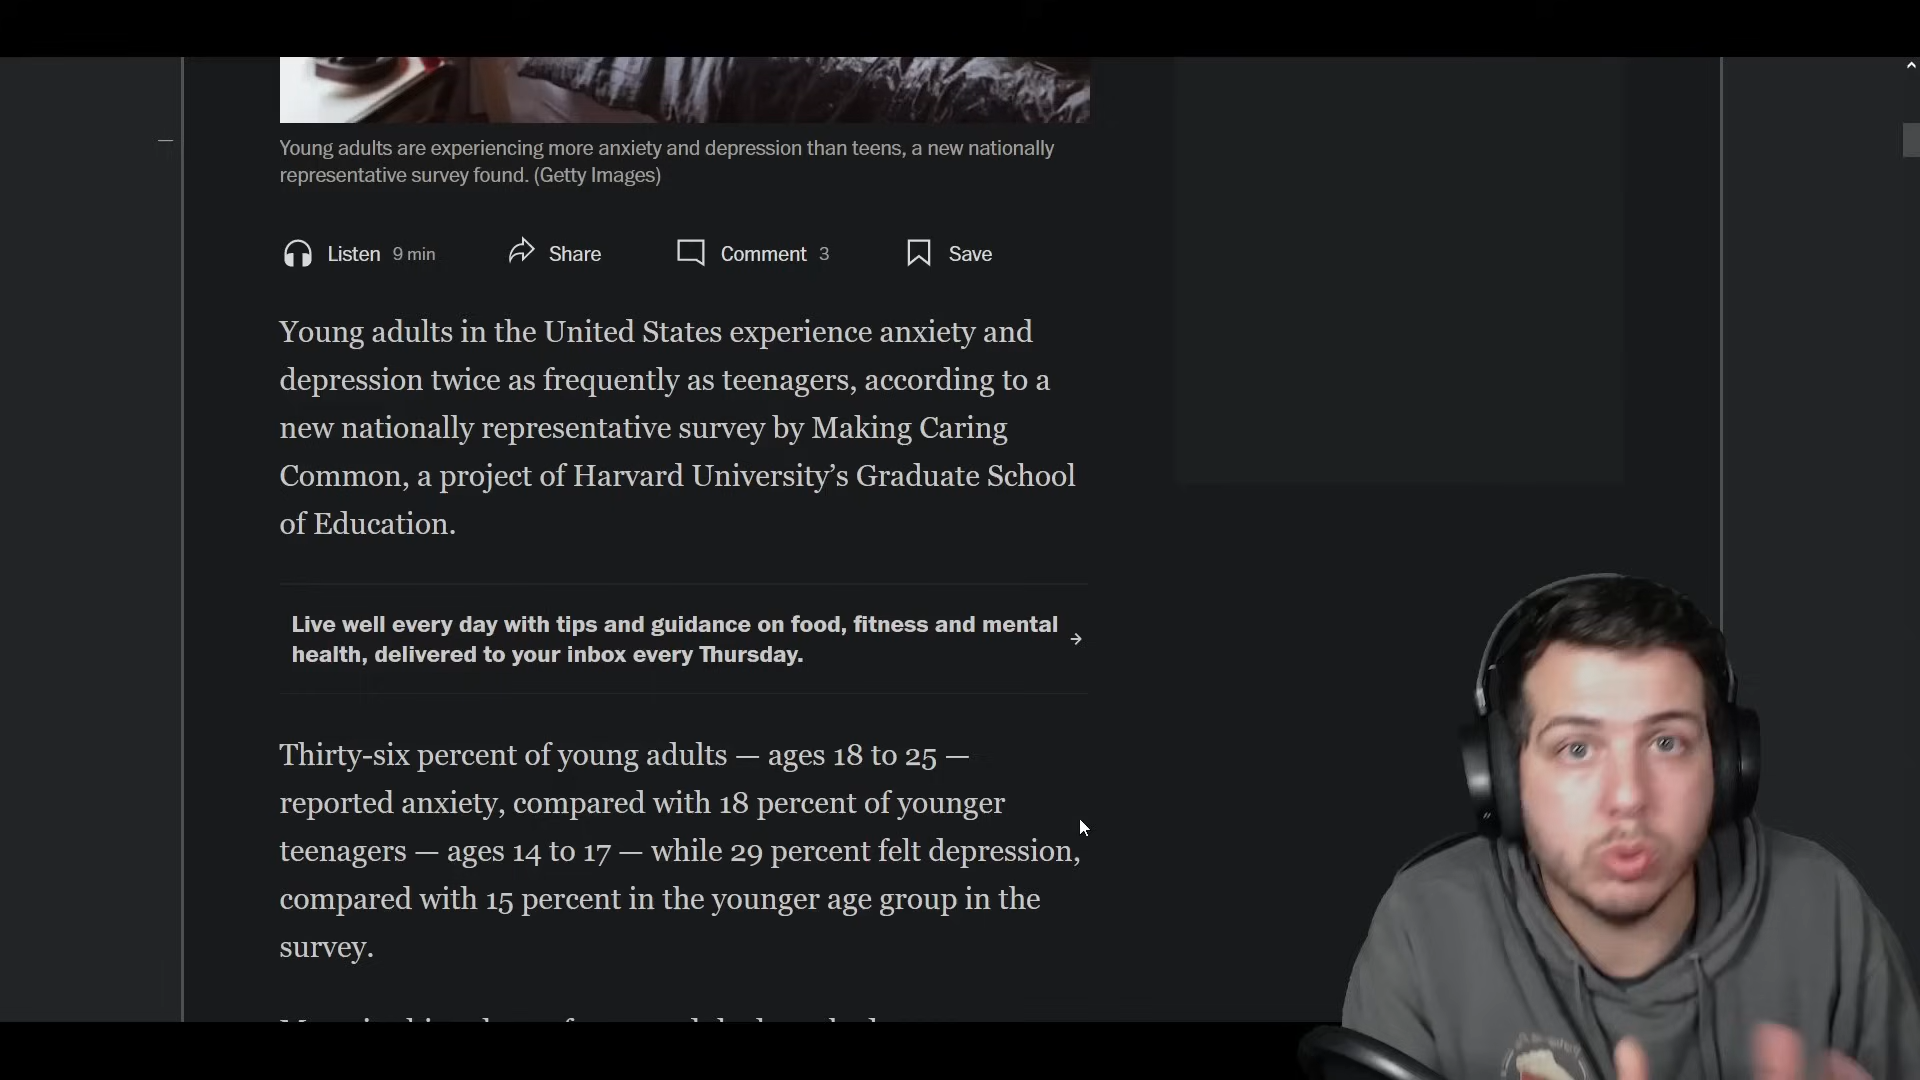 Young adults are experiencing more anxiety and depression than teens, a new nationally
representative survey found. (Getty Images)
Listen 9 min Share Comment 3 Save
Young adults in the United States experience anxiety and
depression twice as frequently as teenagers, according to a
new nationally representative survey by Making Caring
Common, a project of Harvard University’s Graduate School
of Education.
Live well every day with tips and guidance on food, fitness and mental
health, delivered to your inbox every Thursday.
Thirty-six percent of young adults — ages 18 to 25 —
reported anxiety, compared with 18 percent of younger
teenagers — ages 14 to 17 — while 29 percent felt depression,
compared with 15 percent in the younger age group in the
survey.